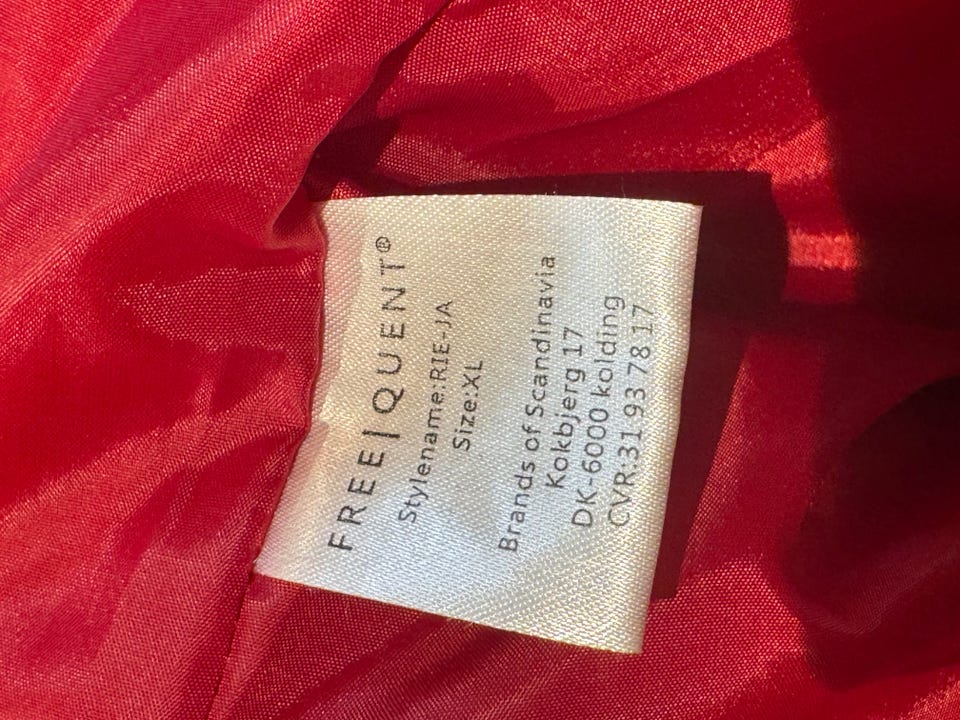 FREE|QUENT®
Stylename:RIE-JA
Size:XL
Brands of Scandinavia
Kokbjerg 17
DK-6000 kolding
CVR:31 93 78 17